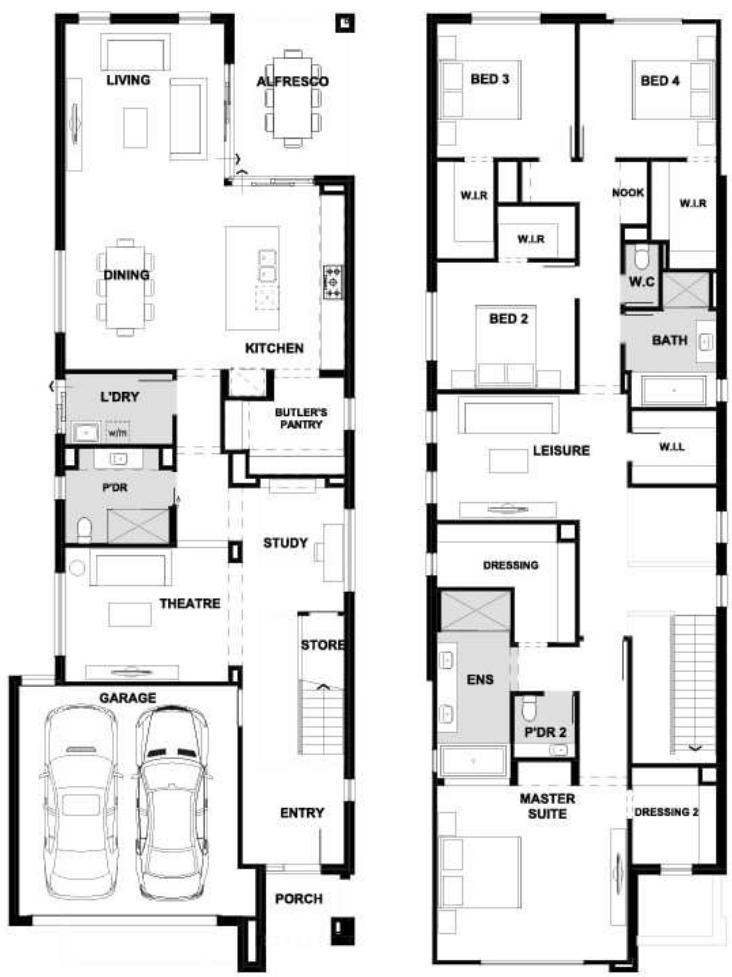 LIVING
ALFRESCO
DINING
KITCHEN
L'DRY
w/m
BUTLER'S
PANTRY
P'DR
STUDY
THEATRE
STORE
GARAGE
ENTRY
PORCH
BED 3
BED 4
W.I.R
NOOK
W.I.R
W.I.R
W.C
BED 2
BATH
LEISURE
W.I.L
DRESSING
ENS
P'DR 2
MASTER
SUITE
DRESSING 2